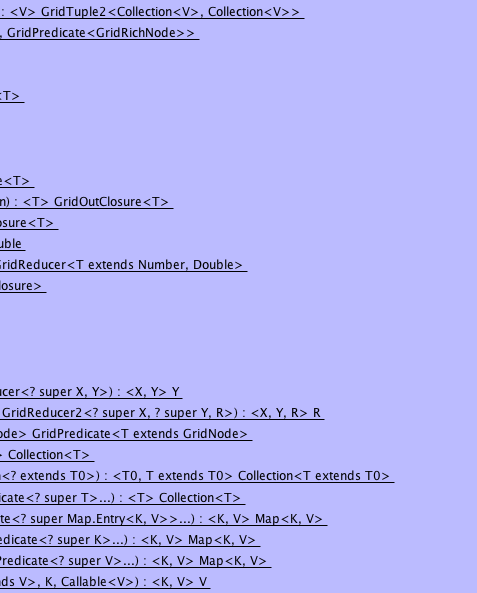 : <V> GridTuple2<Collection<V>, Collection<V>>
, GridPredicate<GridRichNode>>
<T>
e<T>
n) : <T> GridOutClosure<T>
osure<T>
uble
GridReducer<T extends Number, Double>
losure>
ucer<? super X, Y>) : <X, Y> Y
GridReducer2<? super X, ? super Y, R>) : <X, Y, R> R
ode> GridPredicate<T extends GridNode>
> Collection<T>
n<? extends T0>) : <T0, T extends T0> Collection<T extends T0>
icate<? super T>...) : <T> Collection<T>
te<? super Map.Entry<K, V>>...) : <K, V> Map<K, V>
edicate<? super K>...) : <K, V> Map<K, V>
Predicate<? super V>...) : <K, V> Map<K, V>
nds V>, K, Callable<V>) : <K, V> V